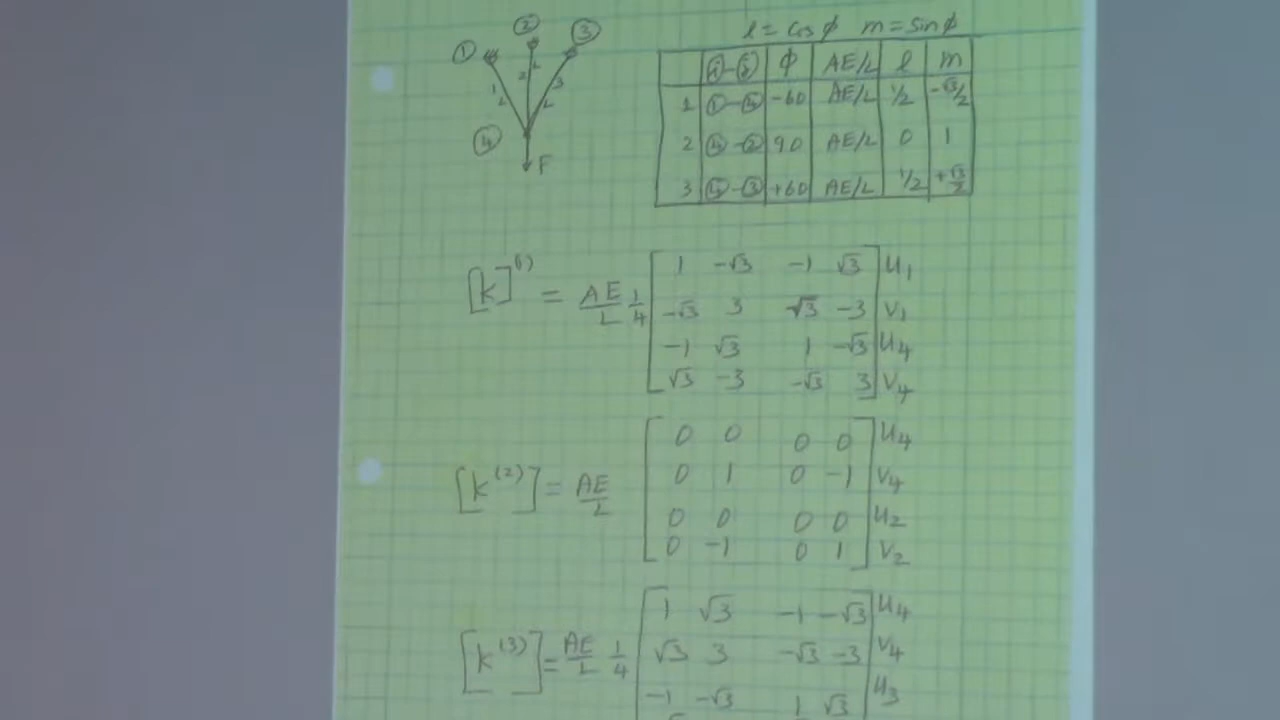 ② ③
①
1 2 L 3
L L
④
F
l = cos φ m = sin φ
ⓘ-ⓙ φ AE/L l m
1 ①-④ -60 AE/L 1/2 -√3/2
2 ④-② 90 AE/L 0 1
3 ④-③ +60 AE/L 1/2 +√3/2
[k]⁽¹⁾ = AE/L 1/4
1 -√3 -1 √3 u₁
-√3 3 √3 -3 v₁
-1 √3 1 -√3 u₄
√3 -3 -√3 3 v₄
[k⁽²⁾] = AE/L
0 0 0 0 u₄
0 1 0 -1 v₄
0 0 0 0 u₂
0 -1 0 1 v₂
[k⁽³⁾] = AE/L 1/4
1 √3 -1 -√3 u₄
√3 3 -√3 -3 v₄
-1 -√3 1 √3 u₃